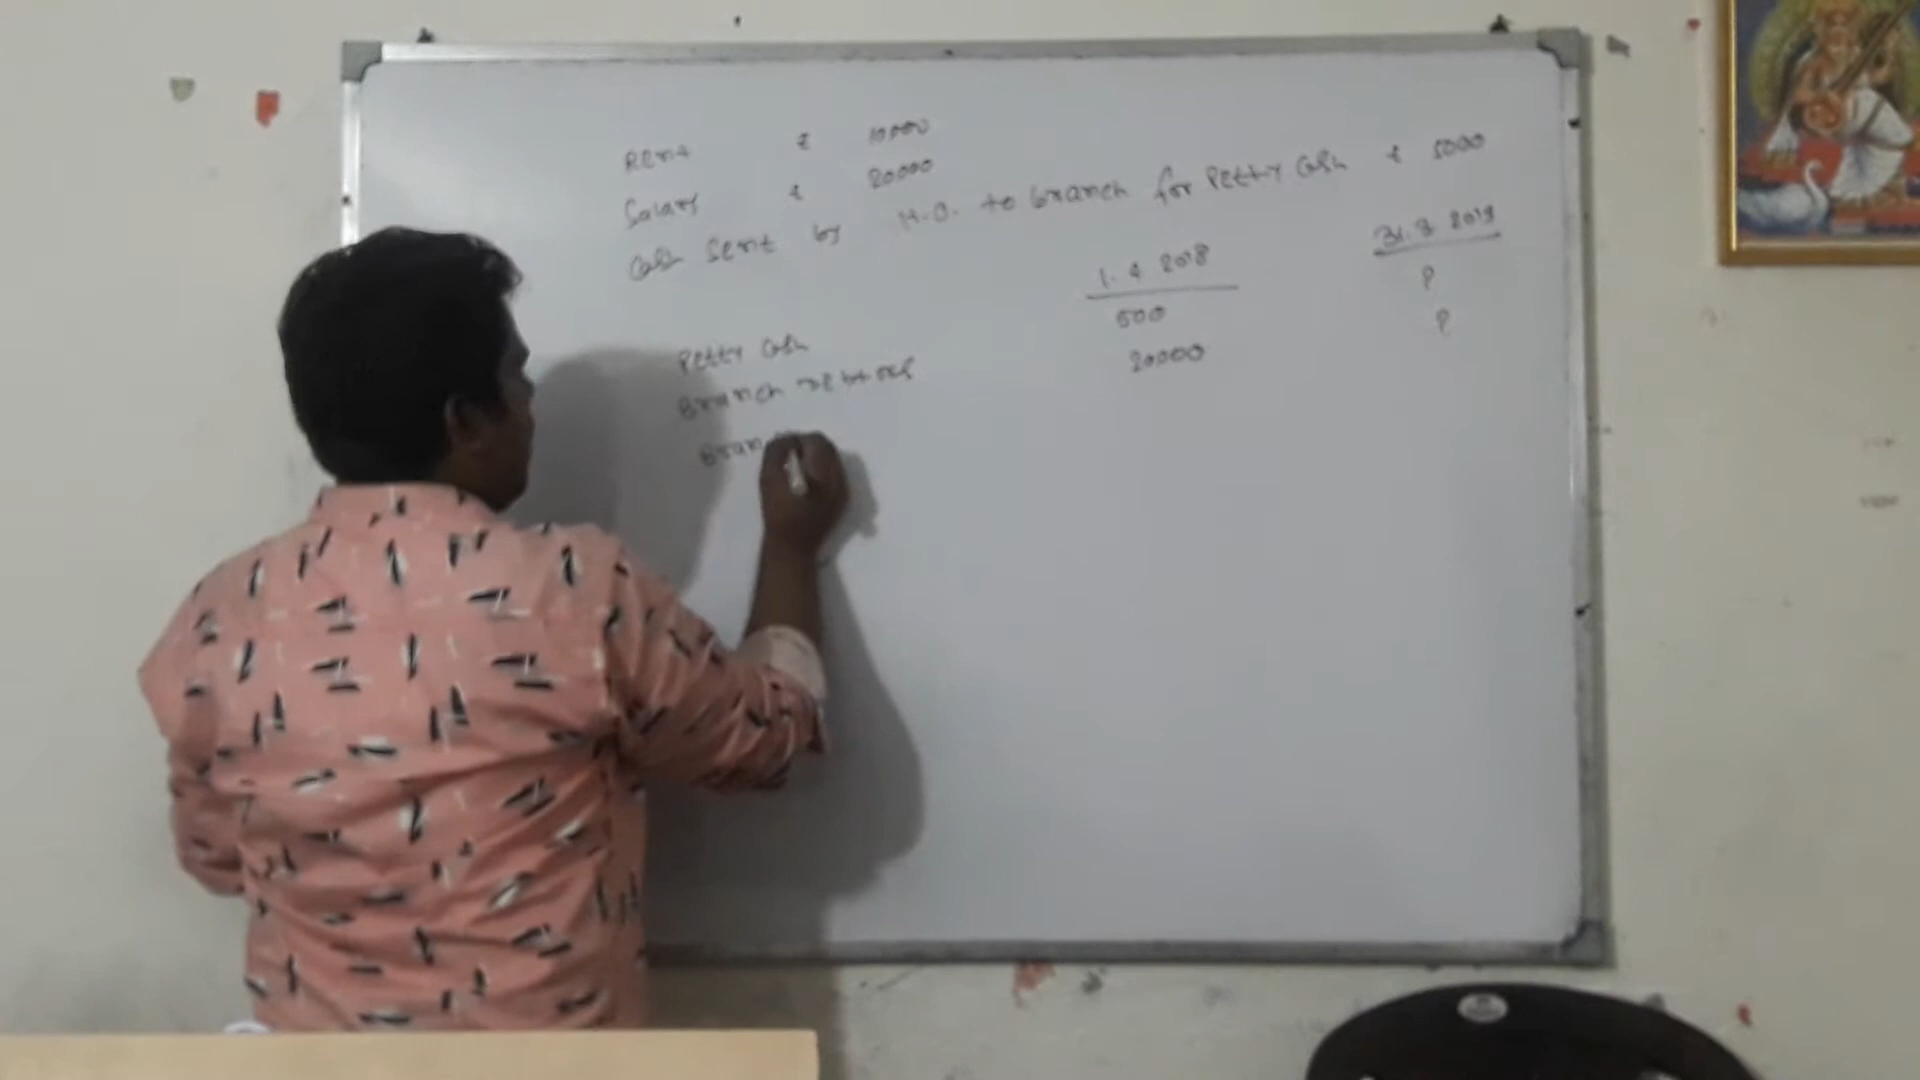 Rent ₹ 10000
Salary ₹ 20000
Cash Sent by H.O. to branch for Petty Cash ₹ 5000
1. 4 2018 31. 3 2019
Petty Cash 500 ?
Branch debtors 20000 ?
Bran